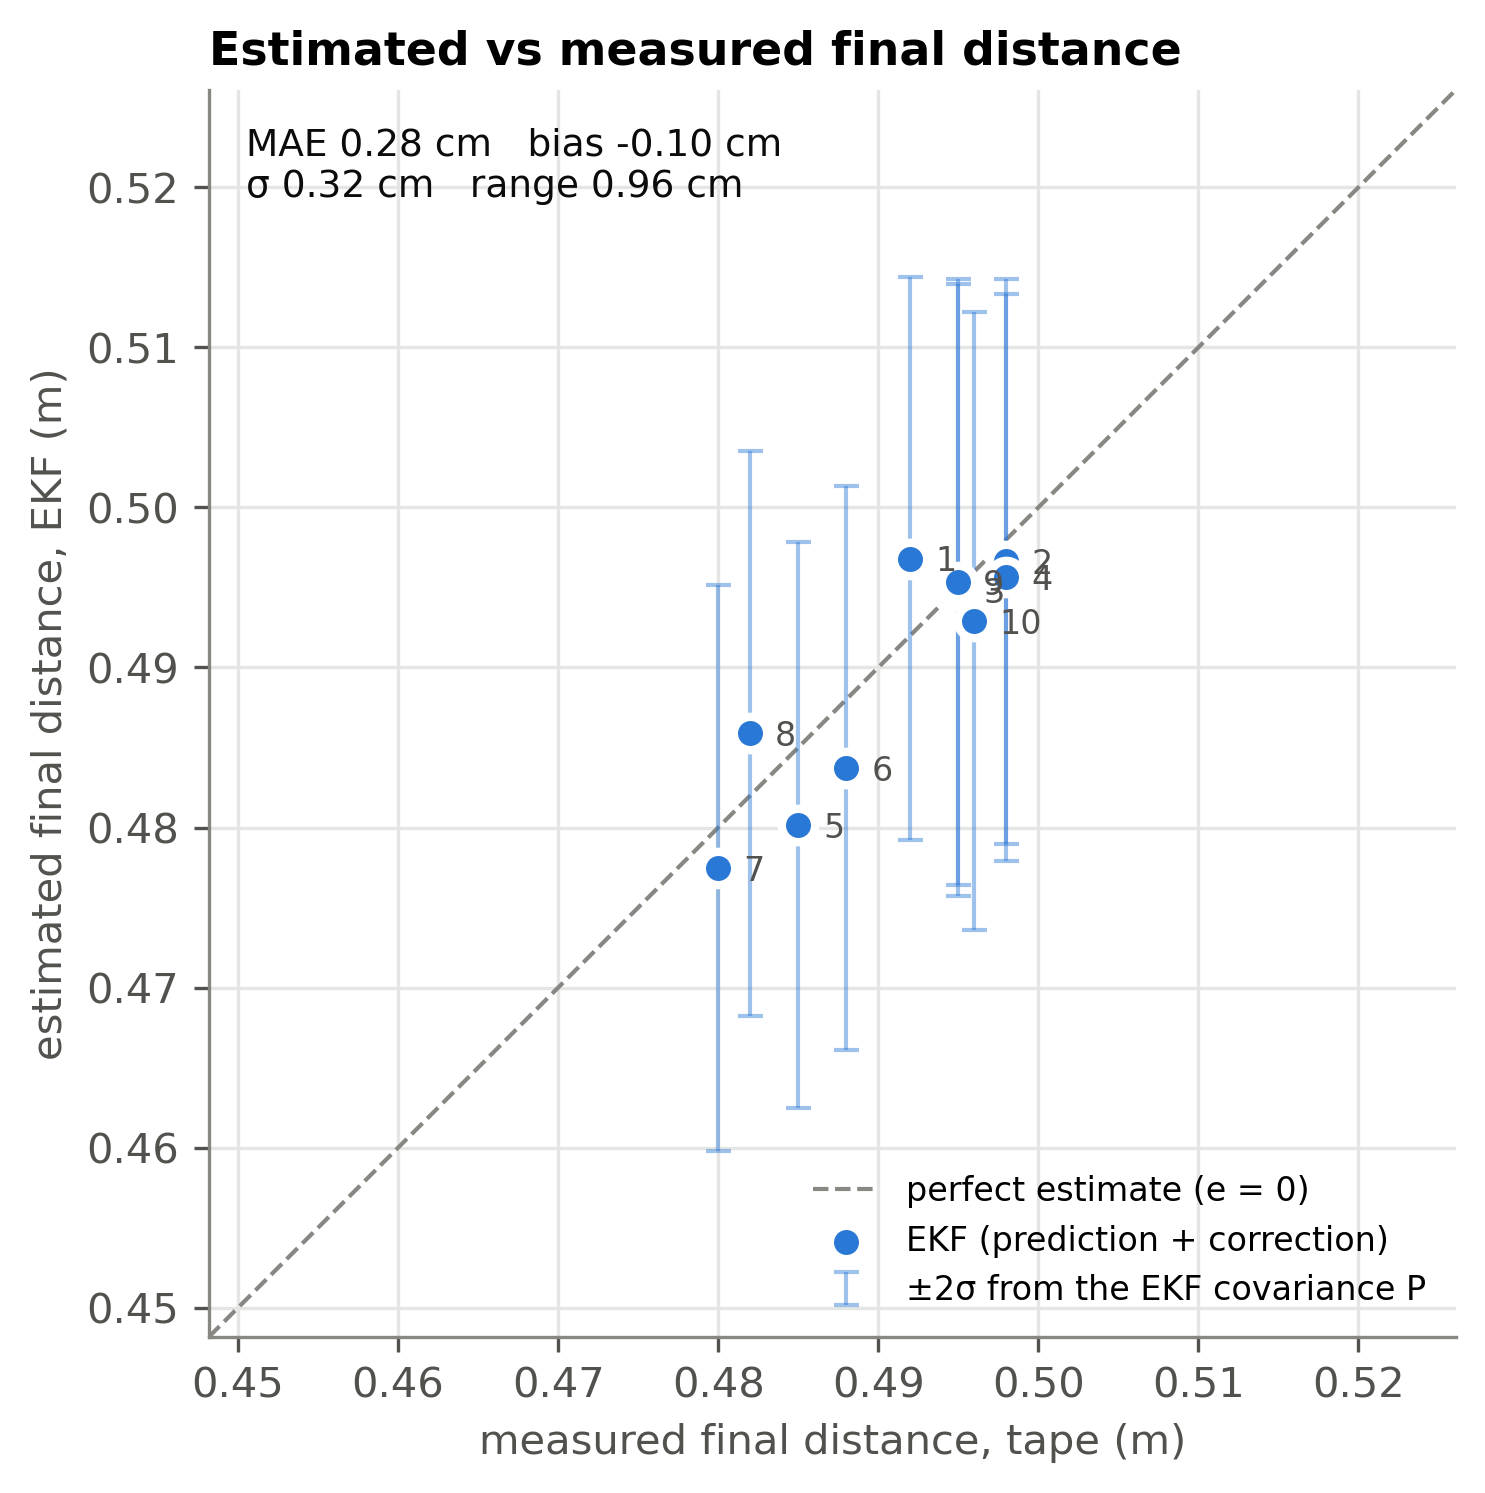 Estimated vs measured final distance
MAE 0.28 cm   bias -0.10 cm
σ 0.32 cm   range 0.96 cm
estimated final distance, EKF (m)
0.52
0.51
0.50
0.49
0.48
0.47
0.46
0.45
1
2
4
9
3
10
8
6
5
7
perfect estimate (e = 0)
EKF (prediction + correction)
±2σ from the EKF covariance P
0.45 0.46 0.47 0.48 0.49 0.50 0.51 0.52
measured final distance, tape (m)